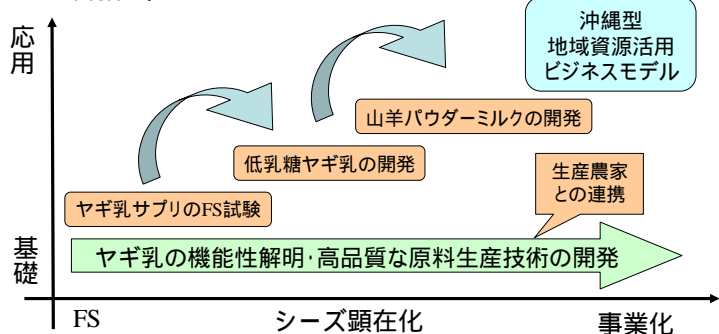 応用
沖縄型
地域資源活用
ビジネスモデル
山羊パウダーミルクの開発
低乳糖ヤギ乳の開発
生産農家
との連携
ヤギ乳サプリのFS試験
基礎
ヤギ乳の機能性解明･高品質な原料生産技術の開発
FS
シーズ顕在化
事業化